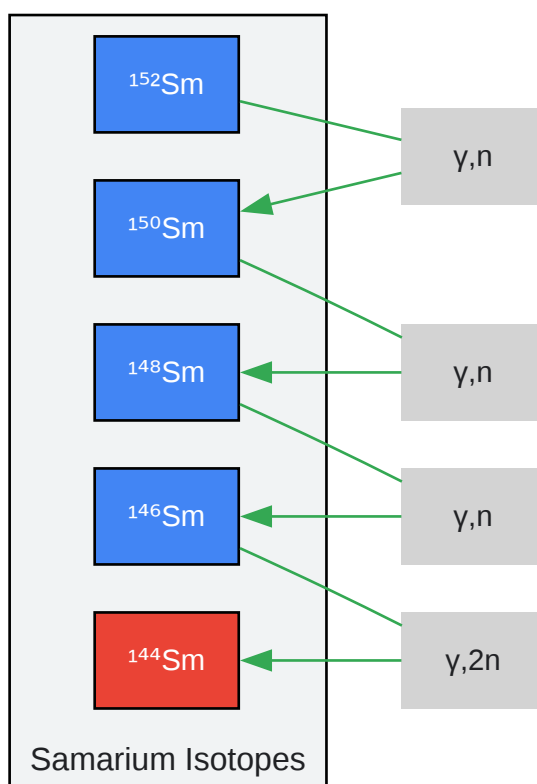 ¹⁵²Sm
γ,n
¹⁵⁰Sm
¹⁴⁸Sm
γ,n
¹⁴⁶Sm
γ,n
¹⁴⁴Sm
γ,2n
Samarium Isotopes